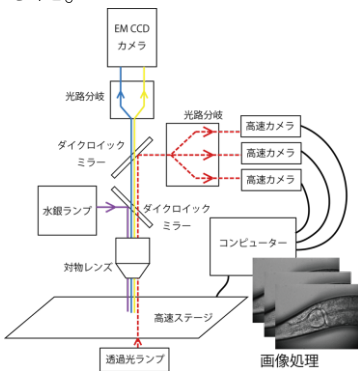 EM CCD
カメラ
光路分岐
光路分岐
高速カメラ
高速カメラ
高速カメラ
ダイクロイック
ミラー
水銀ランプ
ダイクロイック
ミラー
コンピューター
対物レンズ
高速ステージ
透過光ランプ
画像処理